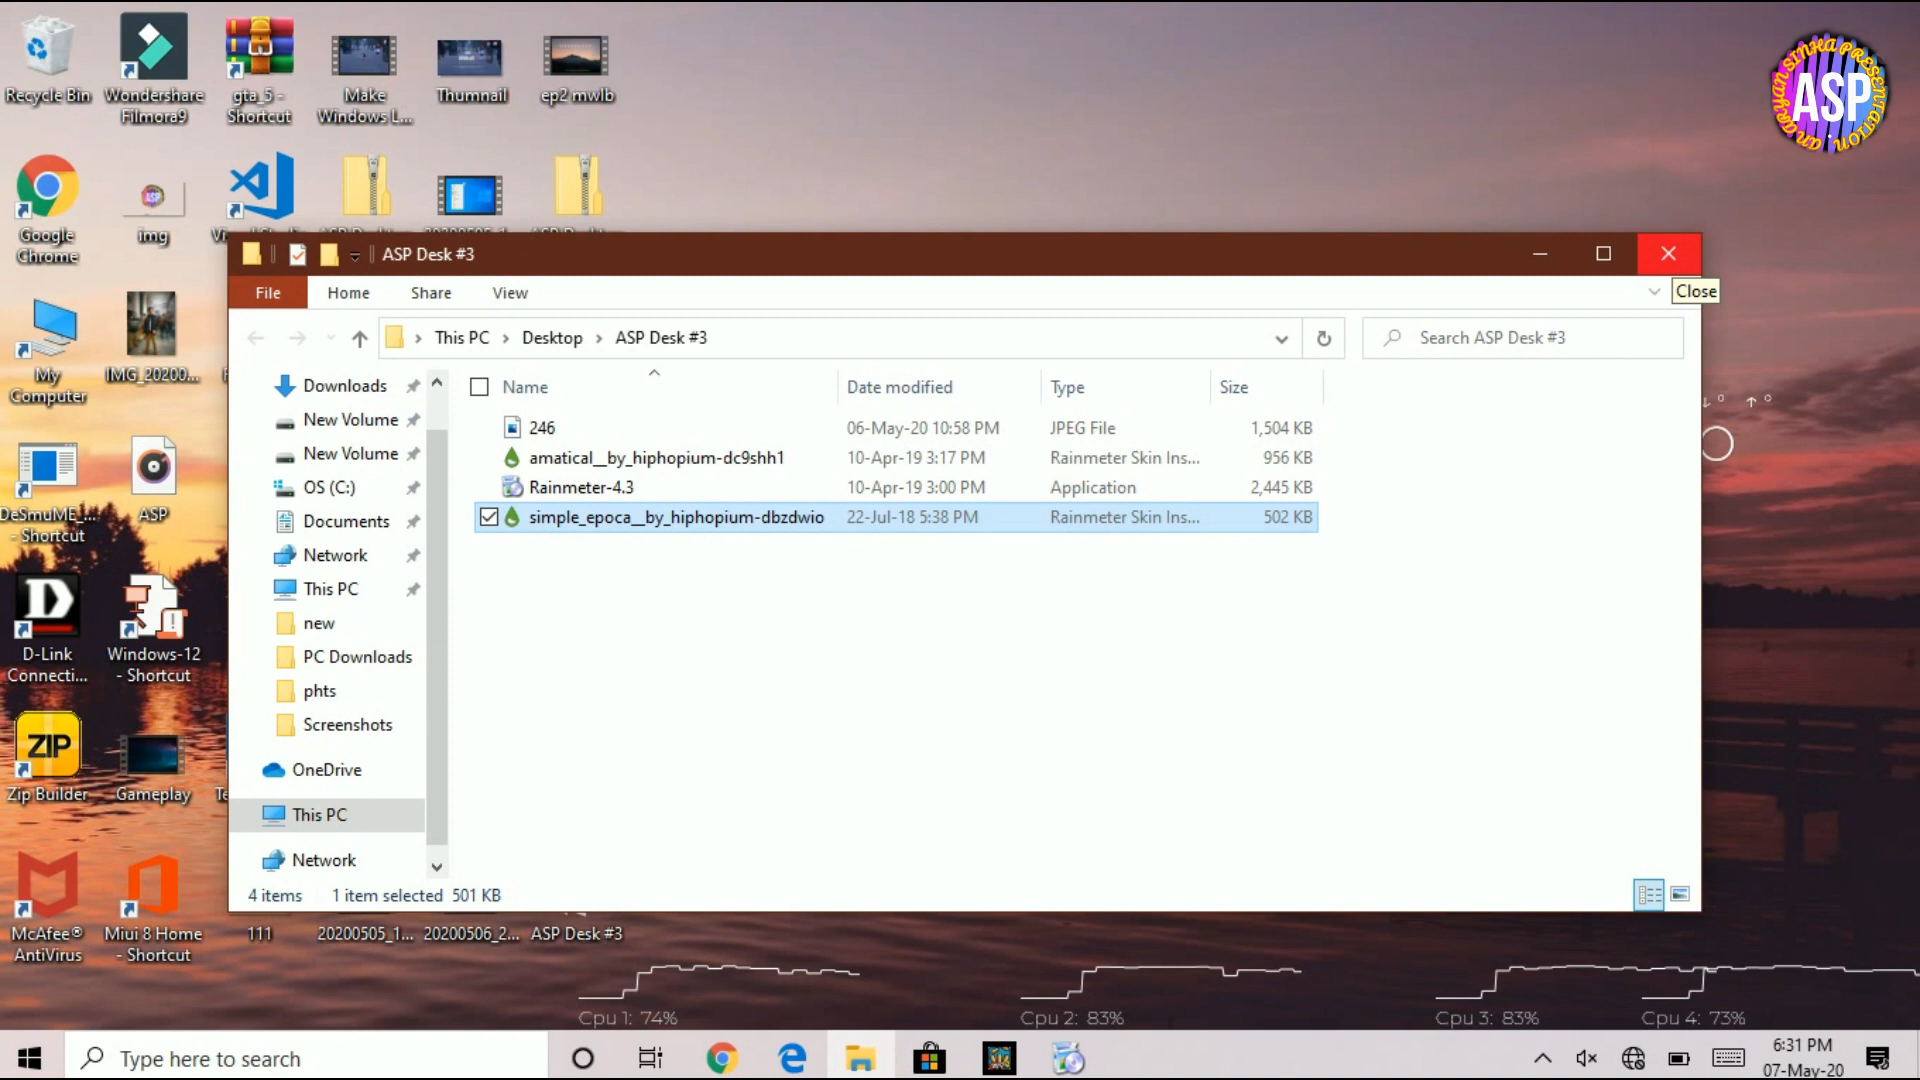 Recycle Bin
Wondershare
Filmora9
gta_5 -
Shortcut
Make
Windows L...
Thumnail
ep2 mwlb
aryan SINHA PRESENTATION. an
ASP
Google
Chrome
img
ASP
My
Computer
IMG_20200...
DeSmuME_...
- Shortcut
ASP
D
D-Link
Connecti...
Windows-12
- Shortcut
ZIP
Zip Builder
Gameplay
McAfee®
AntiVirus
Miui 8 Home
- Shortcut
111
20200505_1...
20200506_2...
ASP Desk #3
ASP Desk #3
Close
File
Home
Share
View
This PC
Desktop
ASP Desk #3
Search ASP Desk #3
Downloads
New Volume
New Volume
OS (C:)
Documents
Network
This PC
new
PC Downloads
phts
Screenshots
OneDrive
This PC
Network
Name Date modified Type Size
246 06-May-20 10:58 PM JPEG File 1,504 KB
amatical__by_hiphopium-dc9shh1 10-Apr-19 3:17 PM Rainmeter Skin Ins... 956 KB
Rainmeter-4.3 10-Apr-19 3:00 PM Application 2,445 KB
simple_epoca__by_hiphopium-dbzdwio 22-Jul-18 5:38 PM Rainmeter Skin Ins... 502 KB
4 items 1 item selected 501 KB
Cpu 1: 74%
Cpu 2: 83%
Cpu 3: 83%
Cpu 4: 73%
Type here to search
6:31 PM
07-May-20